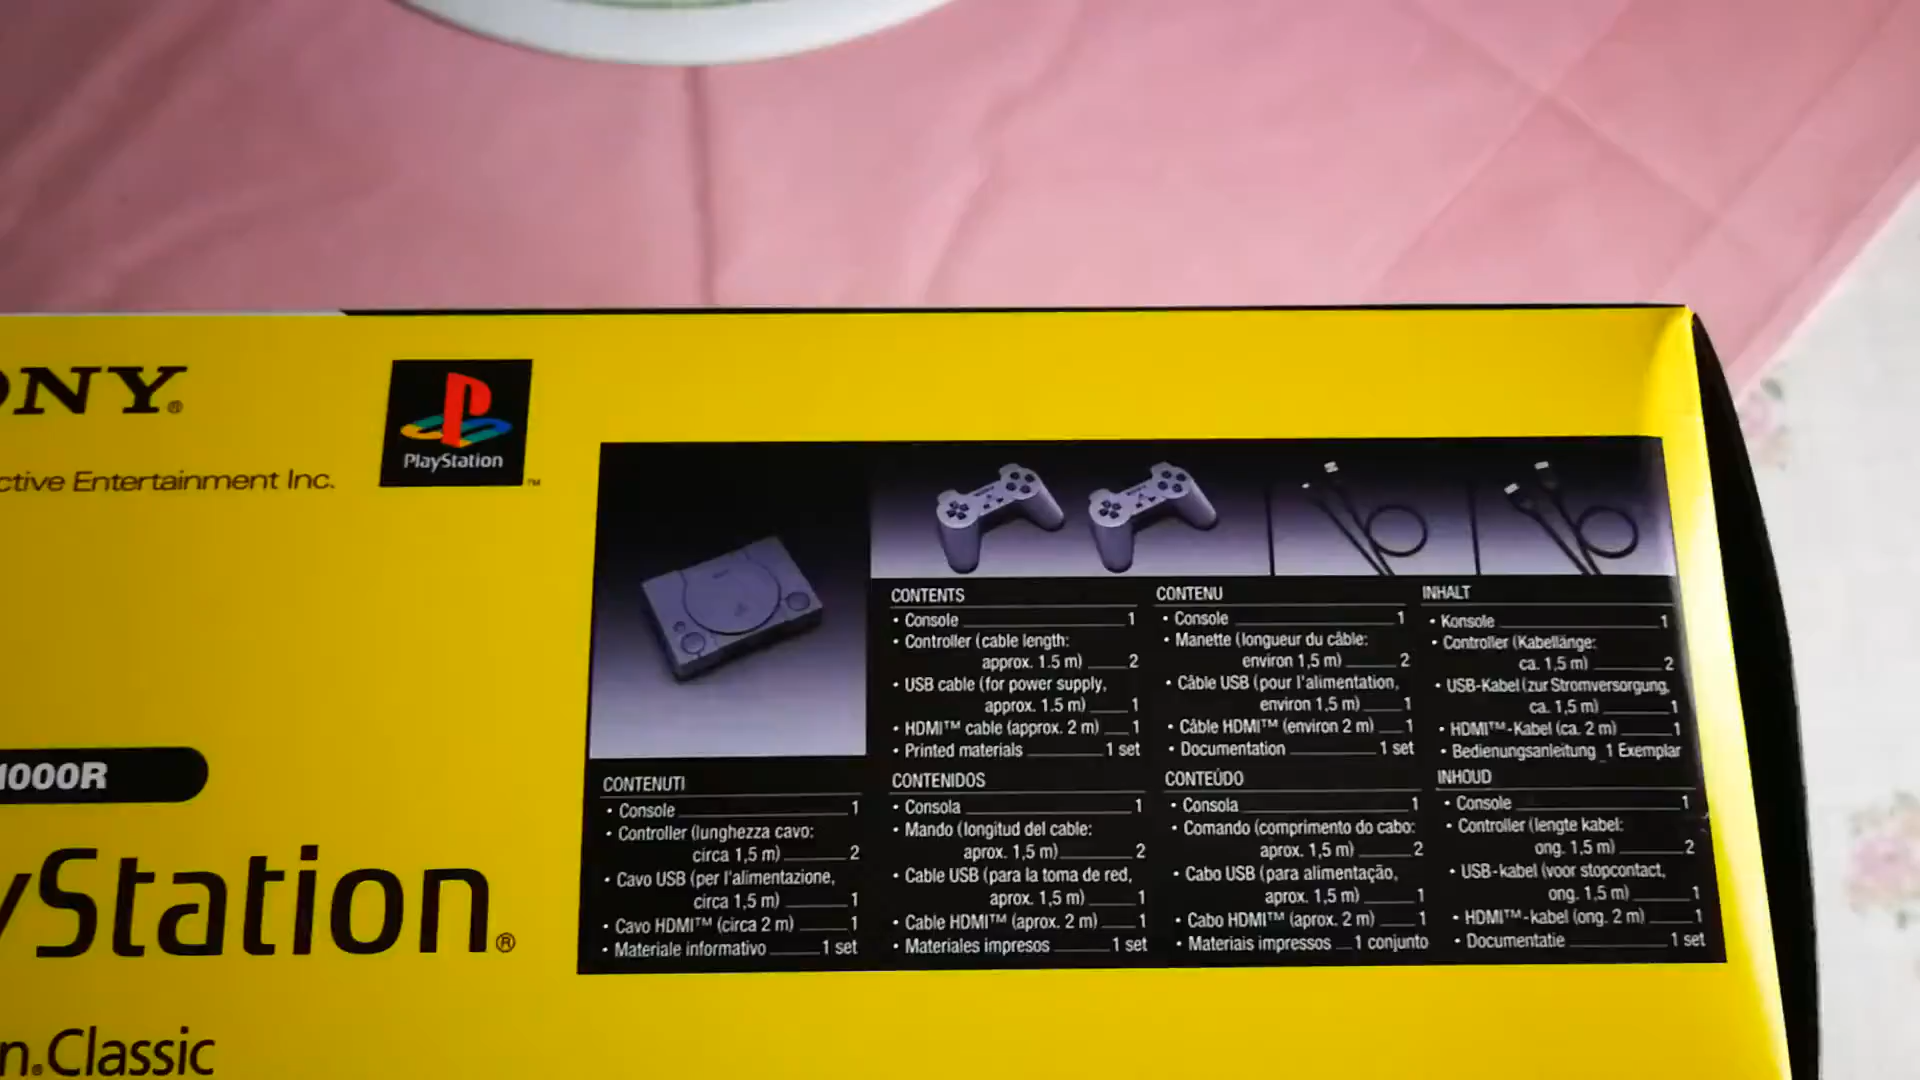 PlayStation
™
Entertainment Inc.
1000R
Station®
Classic
CONTENTS
• Console 1
• Controller (cable length:
approx. 1.5 m) 2
• USB cable (for power supply,
approx. 1.5 m) 1
• HDMI™ cable (approx. 2 m) 1
• Printed materials 1 set
CONTENU
• Console 1
• Manette (longueur du câble:
environ 1,5 m) 2
• Câble USB (pour l'alimentation,
environ 1,5 m) 1
• Câble HDMI™ (environ 2 m) 1
• Documentation 1 set
INHALT
• Konsole 1
• Controller (Kabellänge:
ca. 1,5 m) 2
• USB-Kabel (zur Stromversorgung,
ca. 1,5 m) 1
• HDMI™-Kabel (ca. 2 m) 1
• Bedienungsanleitung 1 Exemplar
CONTENUTI
• Console 1
• Controller (lunghezza cavo:
circa 1,5 m) 2
• Cavo USB (per l'alimentazione,
circa 1,5 m) 1
• Cavo HDMI™ (circa 2 m) 1
• Materiale informativo 1 set
CONTENIDOS
• Consola 1
• Mando (longitud del cable:
aprox. 1,5 m) 2
• Cable USB (para la toma de red,
aprox. 1,5 m) 1
• Cable HDMI™ (aprox. 2 m) 1
• Materiales impresos 1 set
CONTEÚDO
• Consola 1
• Comando (comprimento do cabo:
aprox. 1,5 m) 2
• Cabo USB (para alimentação,
aprox. 1,5 m) 1
• Cabo HDMI™ (aprox. 2 m) 1
• Materiais impressos 1 conjunto
INHOUD
• Console 1
• Controller (lengte kabel:
ong. 1,5 m) 2
• USB-kabel (voor stopcontact,
ong. 1,5 m) 1
• HDMI™-kabel (ong. 2 m) 1
• Documentatie 1 set